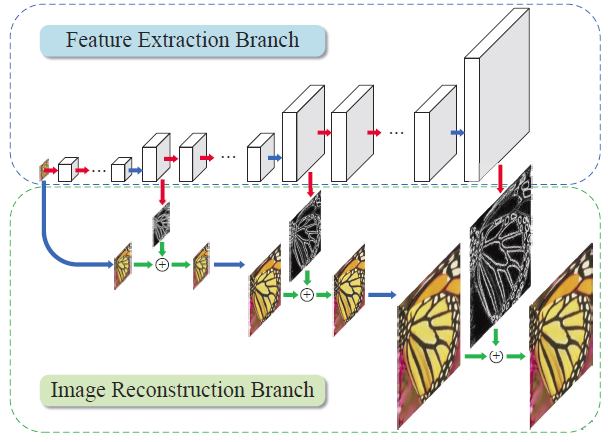 Feature Extraction Branch
... ... ...
Image Reconstruction Branch